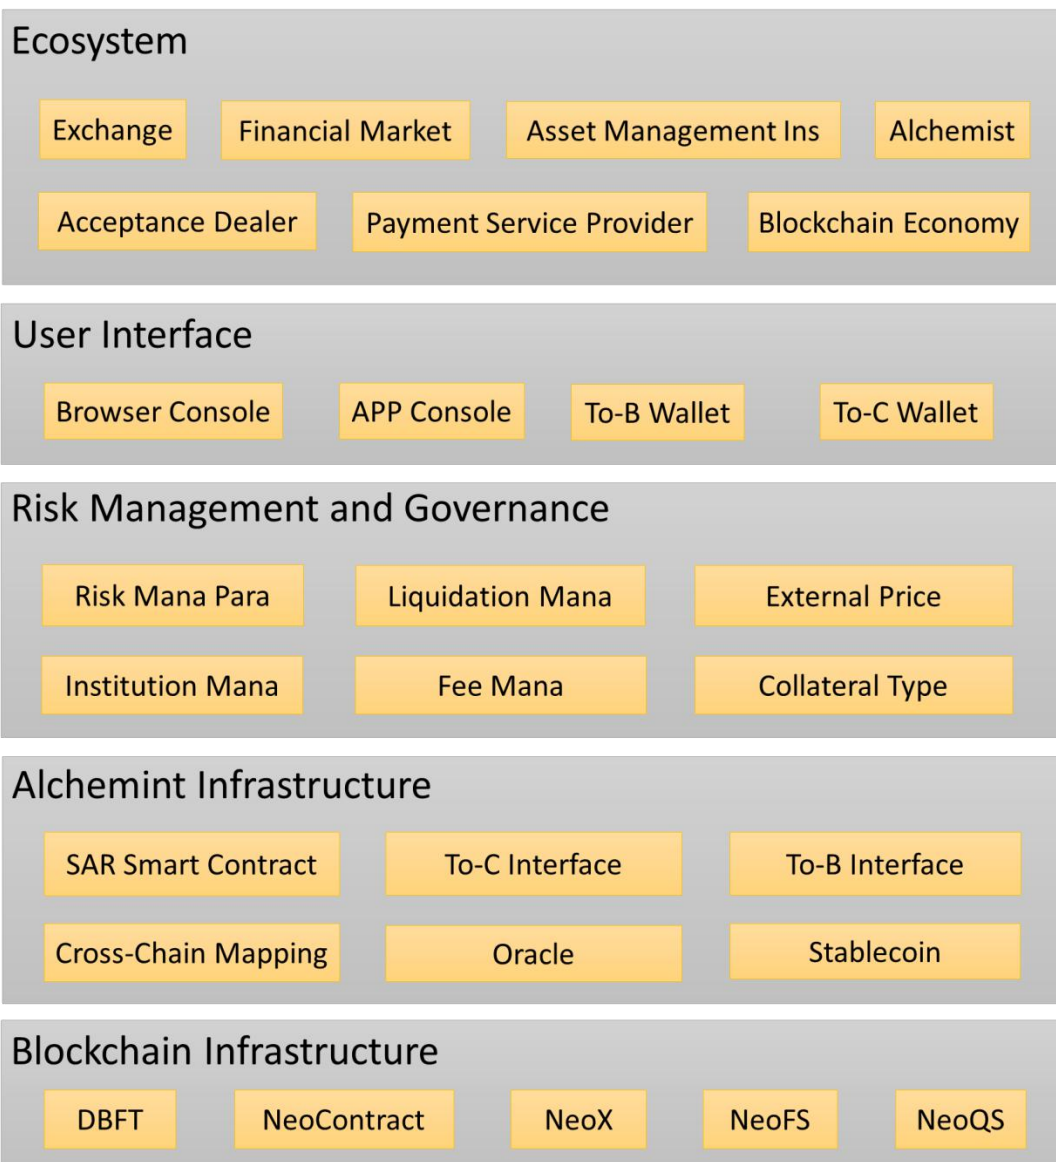 Ecosystem
Exchange Financial Market Asset Management Ins Alchemist
Acceptance Dealer Payment Service Provider Blockchain Economy
User Interface
Browser Console APP Console To-B Wallet To-C Wallet
Risk Management and Governance
Risk Mana Para Liquidation Mana External Price
Institution Mana Fee Mana Collateral Type
Alchemint Infrastructure
SAR Smart Contract To-C Interface To-B Interface
Cross-Chain Mapping Oracle Stablecoin
Blockchain Infrastructure
DBFT NeoContract NeoX NeoFS NeoQS